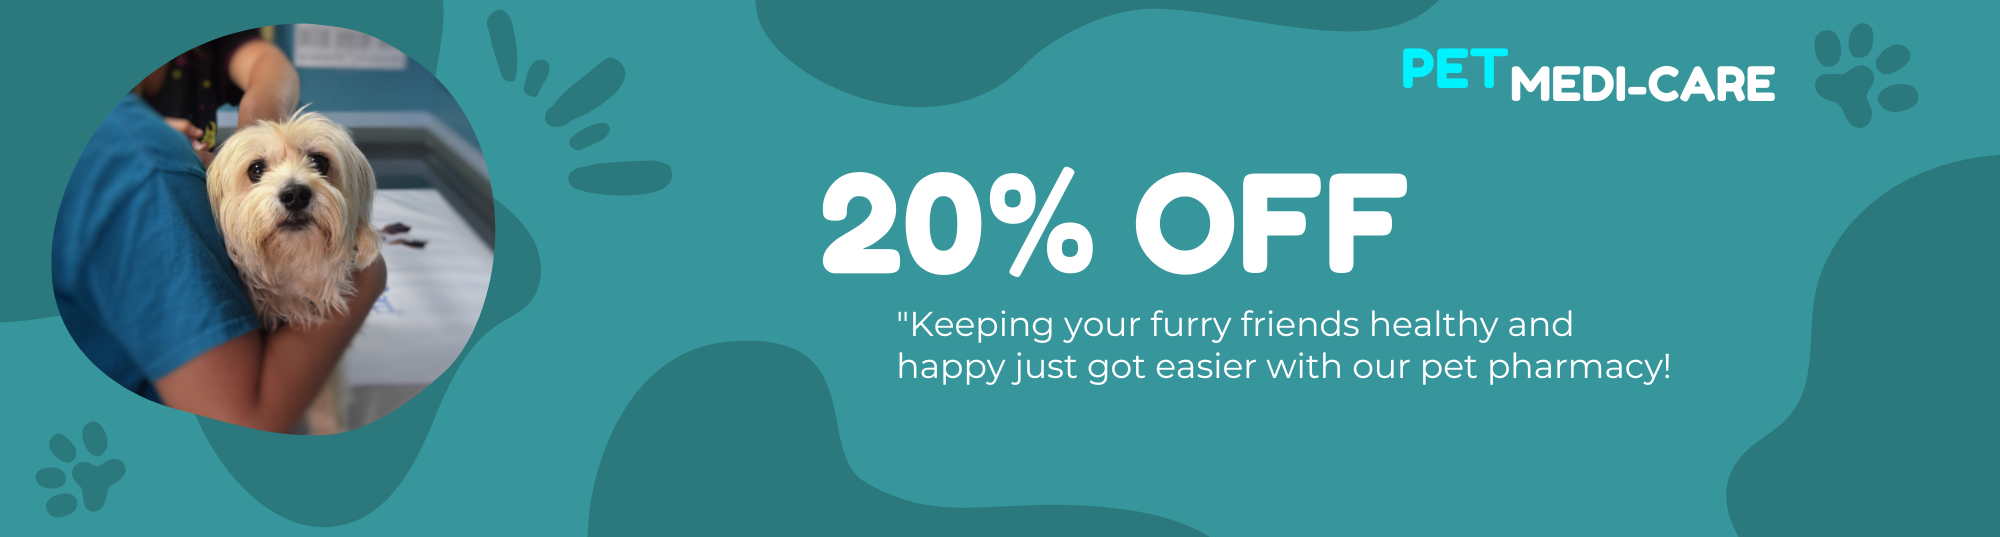 PET MEDI-CARE
20% OFF
"Keeping your furry friends healthy and
happy just got easier with our pet pharmacy!